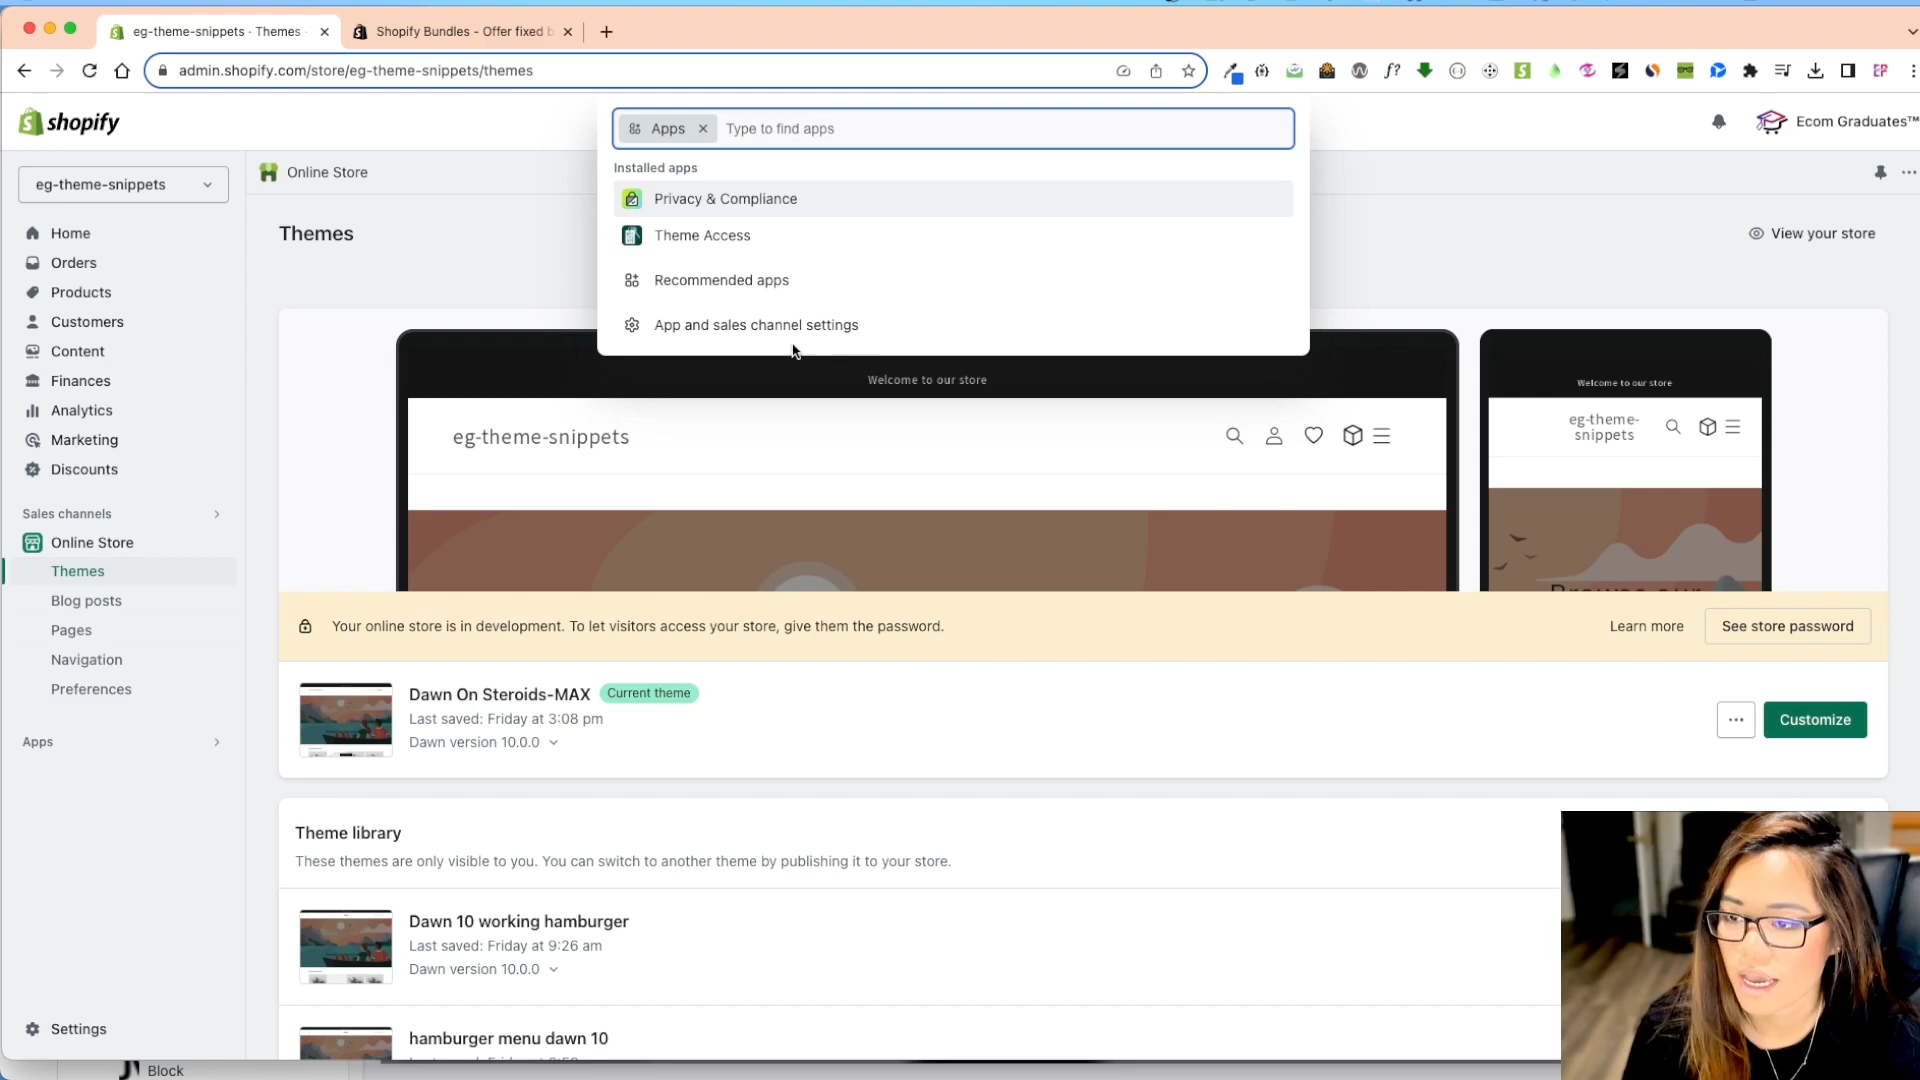 eg-theme-snippets · Themes
Shopify Bundles - Offer fixed b
admin.shopify.com/store/eg-theme-snippets/themes
shopify
Apps
Type to find apps
Ecom Graduates™
Installed apps
Privacy & Compliance
Theme Access
Recommended apps
App and sales channel settings
eg-theme-snippets
Home
Orders
Products
Customers
Content
Finances
Analytics
Marketing
Discounts
Sales channels
Online Store
Themes
Blog posts
Pages
Navigation
Preferences
Apps
Settings
Online Store
Themes
View your store
Welcome to our store
eg-theme-snippets
Welcome to our store
eg-theme-
snippets
Your online store is in development. To let visitors access your store, give them the password.
Learn more
See store password
Dawn On Steroids-MAX
Current theme
Last saved: Friday at 3:08 pm
Dawn version 10.0.0
Customize
Theme library
These themes are only visible to you. You can switch to another theme by publishing it to your store.
Dawn 10 working hamburger
Last saved: Friday at 9:26 am
Dawn version 10.0.0
hamburger menu dawn 10
Block